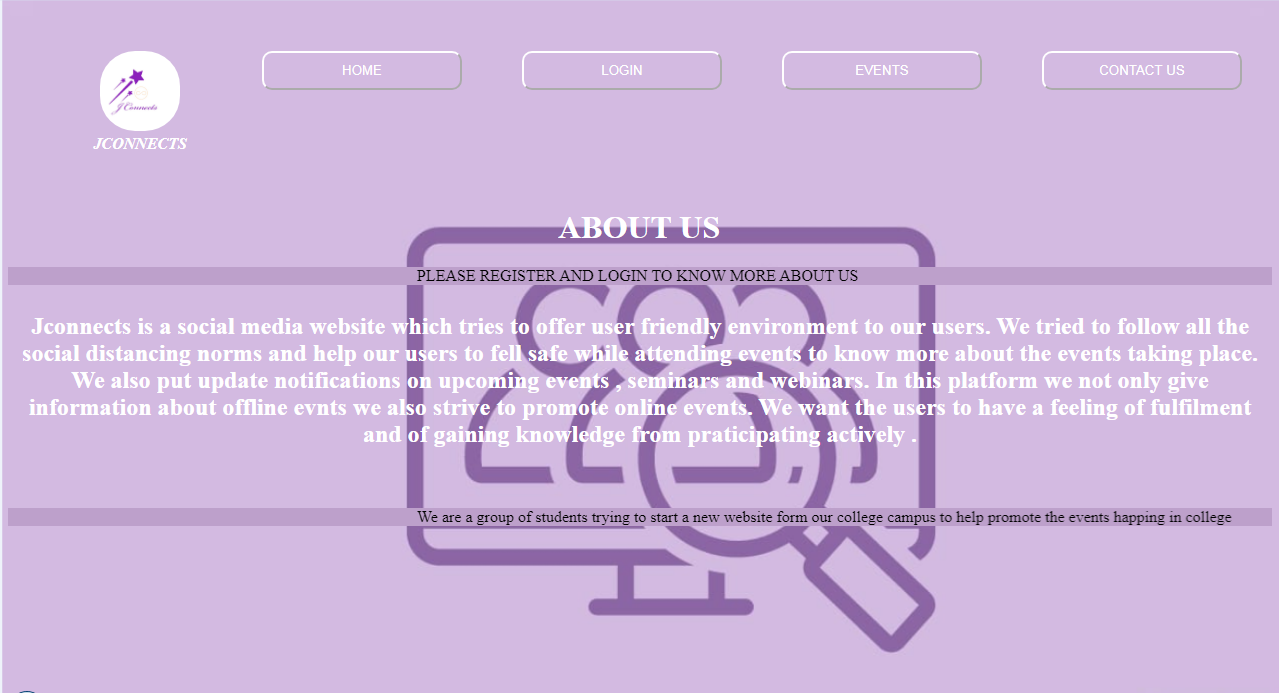 HOME
LOGIN
EVENTS
CONTACT US
J Connects
JCONNECTS
ABOUT US
PLEASE REGISTER AND LOGIN TO KNOW MORE ABOUT US
Jconnects is a social media website which tries to offer user friendly environment to our users. We tried to follow all the
social distancing norms and help our users to fell safe while attending events to know more about the events taking place.
We also put update notifications on upcoming events , seminars and webinars. In this platform we not only give
information about offline evnts we also strive to promote online events. We want the users to have a feeling of fulfilment
and of gaining knowledge from praticipating actively .
We are a group of students trying to start a new website form our college campus to help promote the events happing in college